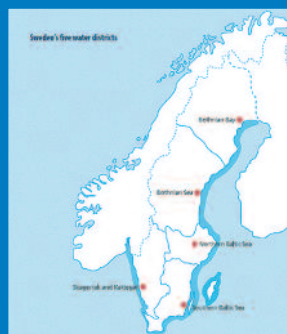 Sweden's five water districts
Bothnian Bay
Bothnian Sea
Northern Baltic Sea
Skagerrak and Kattegat
Southern Baltic Sea